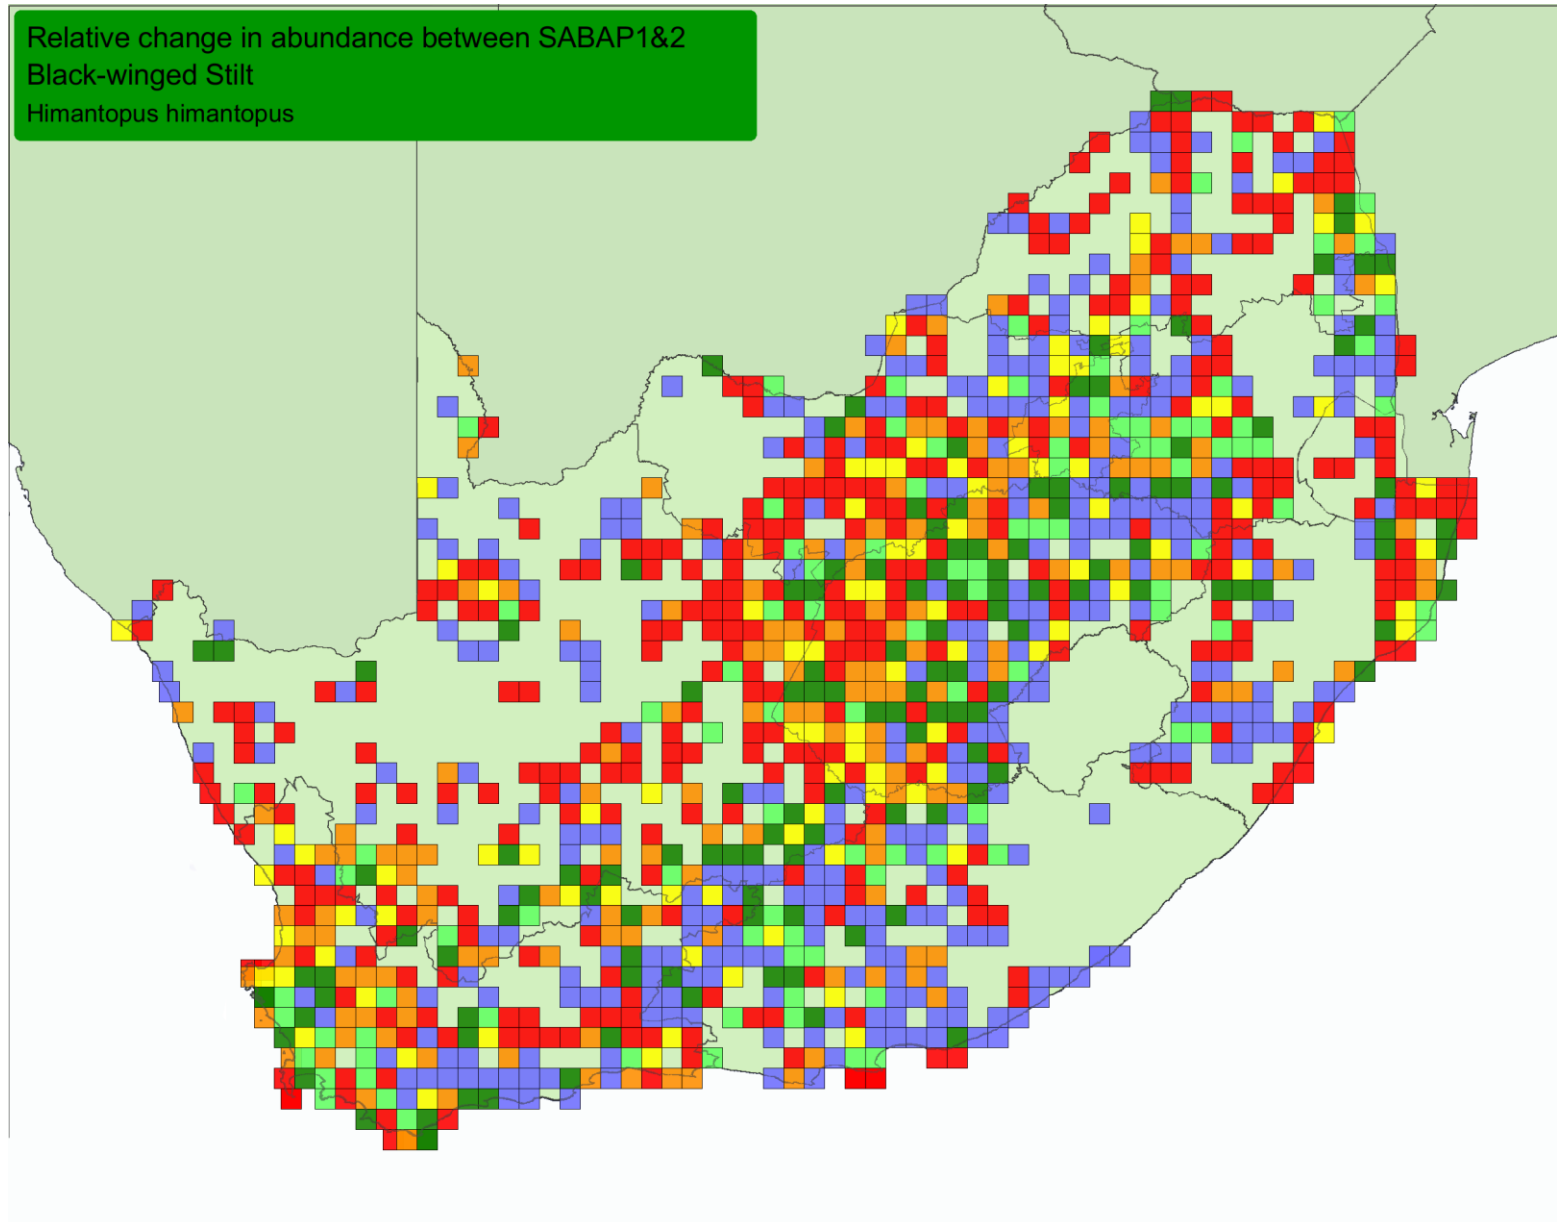 Relative change in abundance between SABAP1&2
Black-winged Stilt
Himantopus himantopus